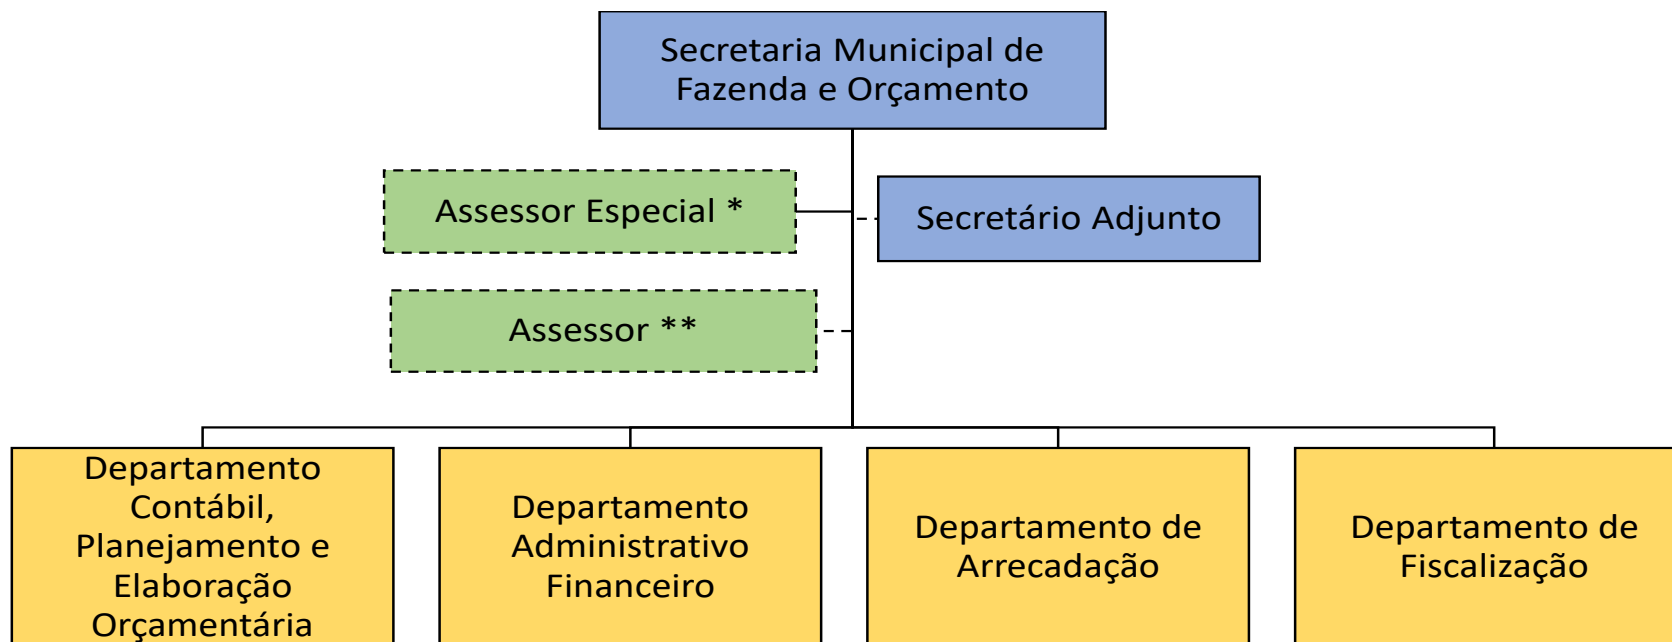 Secretaria Municipal de
Fazenda e Orçamento
Assessor Especial *
Secretário Adjunto
Assessor **
Departamento
Contábil,
Planejamento e
Elaboração
Orçamentária
Departamento
Administrativo
Financeiro
Departamento de
Arrecadação
Departamento de
Fiscalização